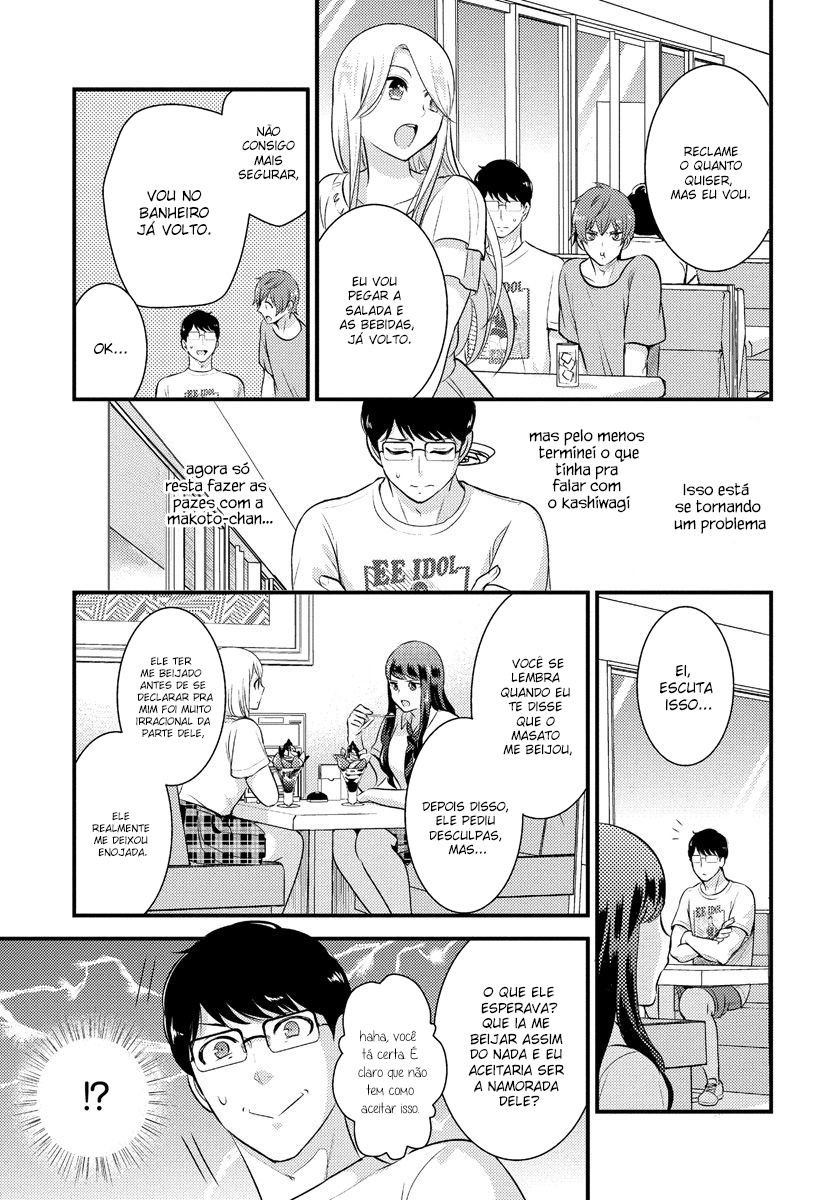 RECLAME
O QUANTO
QUISER,
MAS EU VOU.
EU VOU
PEGAR A
SALADA E
AS BEBIDAS,
JÁ VOLTO.
NÃO
CONSIGO
MAIS
SEGURAR,
VOU NO
BANHEIRO
JÁ VOLTO.
OK...
Isso está
se tornando
um problema
mas pelo menos
terminei o que
tinha pra
falar com
o kashiwagi
agora só
resta fazer as
pazes com a
makoto-chan...
EE IDOL
EI,
ESCUTA
ISSO...
VOCÊ SE
LEMBRA
QUANDO EU
TE DISSE
QUE O
MASATO
ME BEIJOU,
DEPOIS DISSO,
ELE PEDIU
DESCULPAS,
MAS...
ELE TER
ME BEIJADO
ANTES DE SE
DECLARAR PRA
MIM FOI MUITO
IRRACIONAL DA
PARTE DELE,
ELE
REALMENTE
ME DEIXOU
ENOJADA.
O QUE ELE
ESPERAVA?
QUE IA ME
BEIJAR ASSIM
DO NADA E EU
ACEITARIA SER
A NAMORADA
DELE?
haha, você
tá certa. É
claro que não
tem como
aceitar isso.
!?